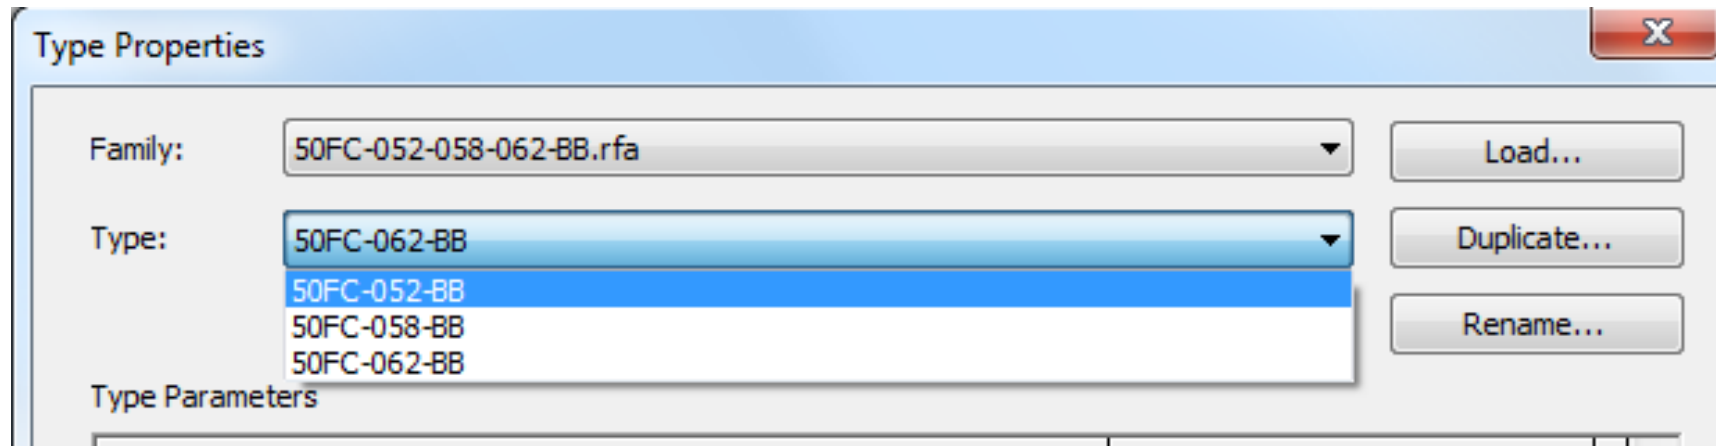 Type Properties
Family: 50FC-052-058-062-BB.rfa Load...
Type: 50FC-062-BB Duplicate...
50FC-052-BB
50FC-058-BB Rename...
50FC-062-BB
Type Parameters